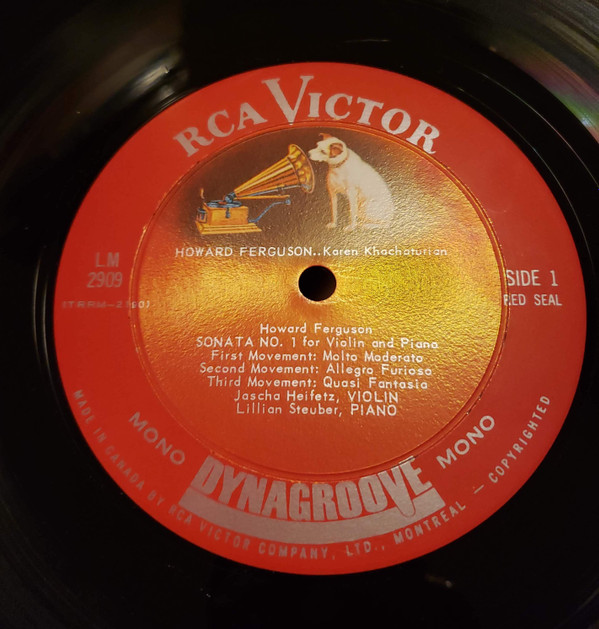 RCA VICTOR
HOWARD FERGUSON..Karen Khachaturian
LM
2909
SIDE 1
RED SEAL
Howard Ferguson
SONATA NO. 1 for Violin and Piano
First Movement: Molto Moderato
Second Movement: Allegro Furioso
Third Movement: Quasi Fantasia
Jascha Heifetz, VIOLIN
Lillian Steuber, PIANO
MONO
DYNAGROOVE
MONO
MADE IN CANADA BY RCA VICTOR COMPANY, LTD., MONTREAL — COPYRIGHTED